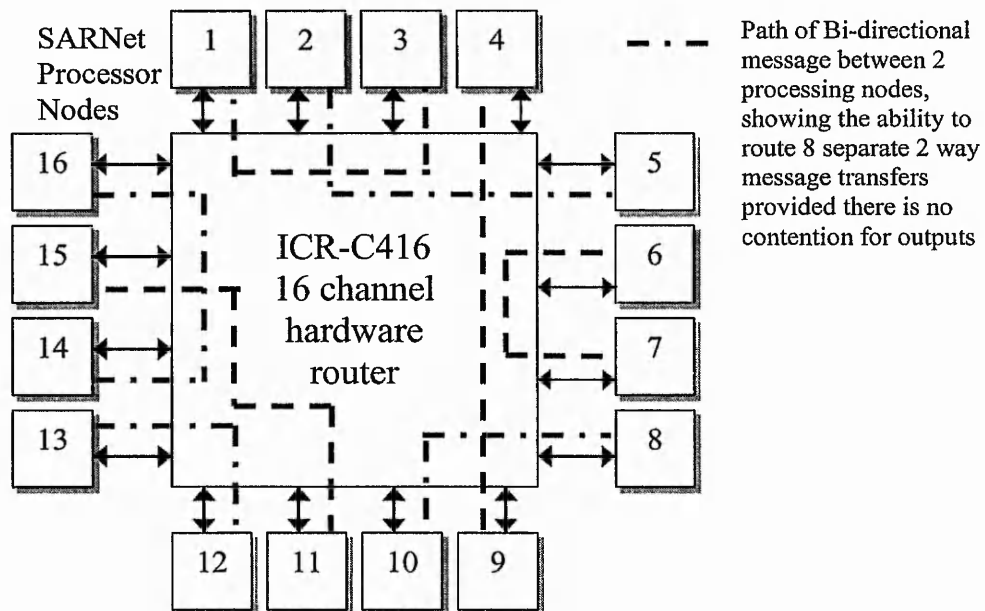 SARNet
Processor
Nodes
1
2
3
4
Path of Bi-directional
message between 2
processing nodes,
showing the ability to
route 8 separate 2 way
message transfers
provided there is no
contention for outputs
16
5
15
ICR-C416
16 channel
hardware
router
6
14
7
13
8
12
11
10
9